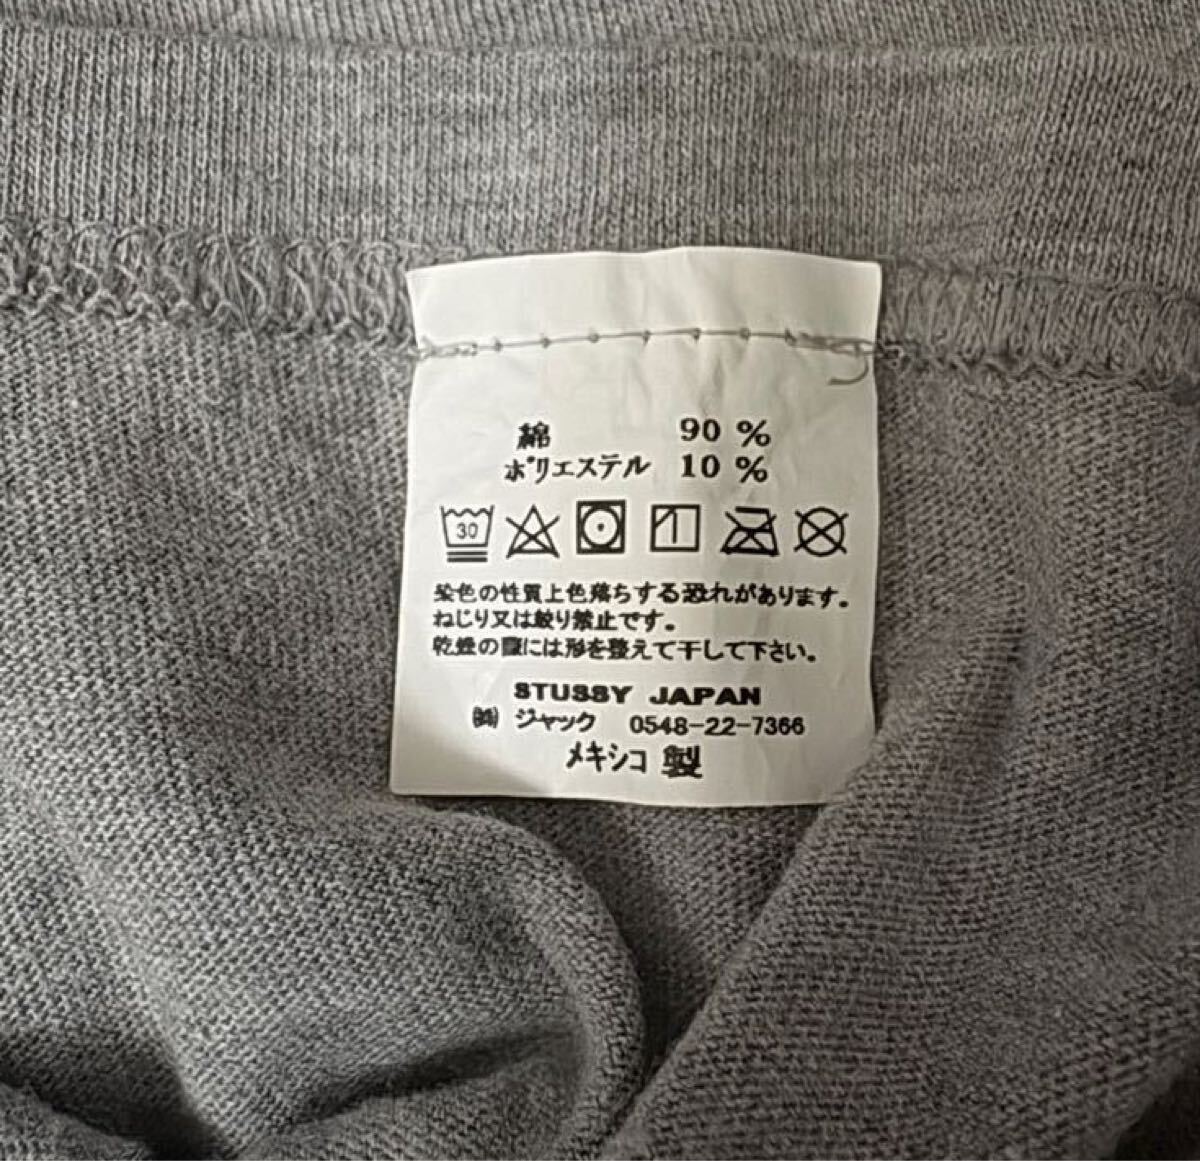 綿 90 %
ポリエステル 10 %
30
染色の性質上色落ちする恐れがあります。
ねじり又は絞り禁止です。
乾燥の際には形を整えて干して下さい。
STUSSY JAPAN
㈱ ジャック 0548-22-7366
メキシコ 製